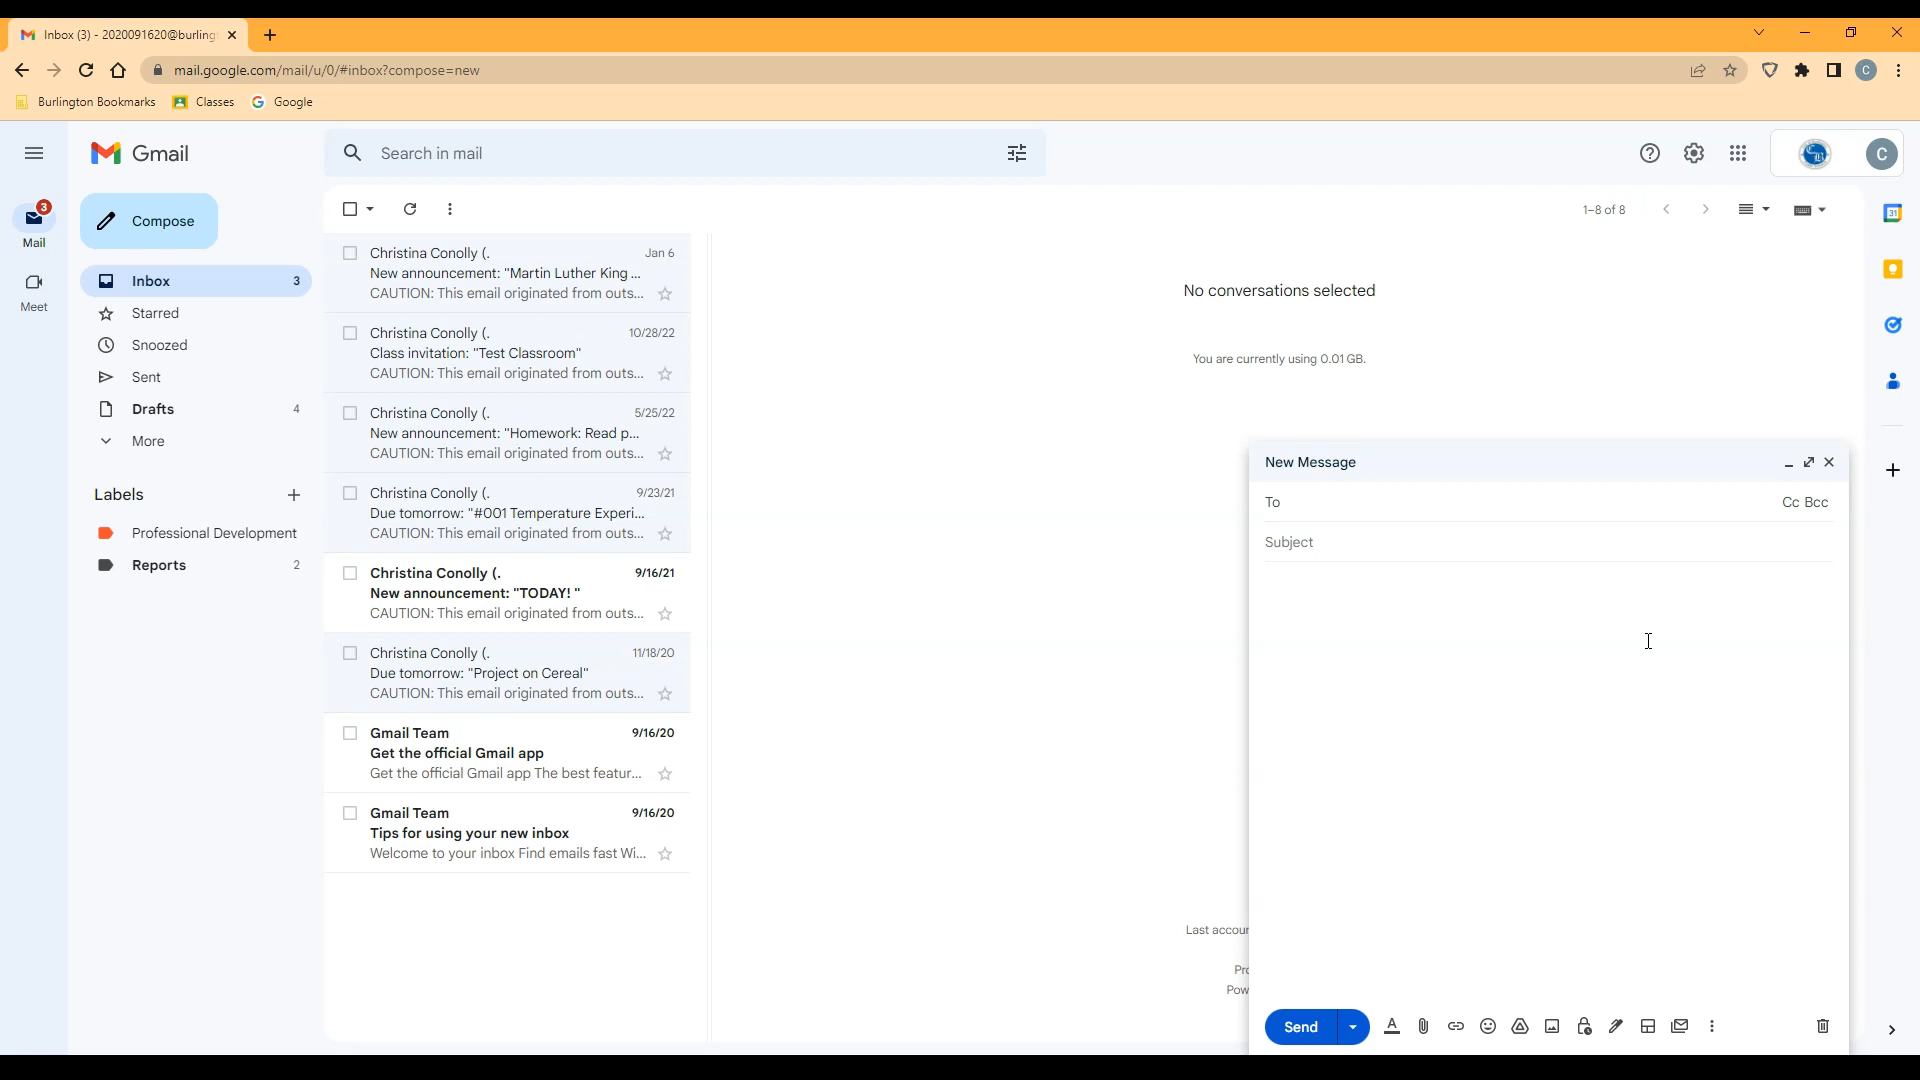 Inbox (3) - 2020091620@burling
mail.google.com/mail/u/0/#inbox?compose=new
C
Burlington Bookmarks
Classes
Google
Gmail
Search in mail
C
3
Mail
Meet
Compose
Inbox 3
Starred
Snoozed
Sent
Drafts 4
More
Labels
Professional Development
Reports 2
1–8 of 8
Christina Conolly (. Jan 6
New announcement: "Martin Luther King ...
CAUTION: This email originated from outs...
Christina Conolly (. 10/28/22
Class invitation: "Test Classroom"
CAUTION: This email originated from outs...
Christina Conolly (. 5/25/22
New announcement: "Homework: Read p...
CAUTION: This email originated from outs...
Christina Conolly (. 9/23/21
Due tomorrow: "#001 Temperature Experi...
CAUTION: This email originated from outs...
Christina Conolly (. 9/16/21
New announcement: "TODAY! "
CAUTION: This email originated from outs...
Christina Conolly (. 11/18/20
Due tomorrow: "Project on Cereal"
CAUTION: This email originated from outs...
Gmail Team 9/16/20
Get the official Gmail app
Get the official Gmail app The best featur...
Gmail Team 9/16/20
Tips for using your new inbox
Welcome to your inbox Find emails fast Wi...
No conversations selected
You are currently using 0.01 GB.
Last accour
Prc
Pow
New Message
To Cc Bcc
Subject
Send
31